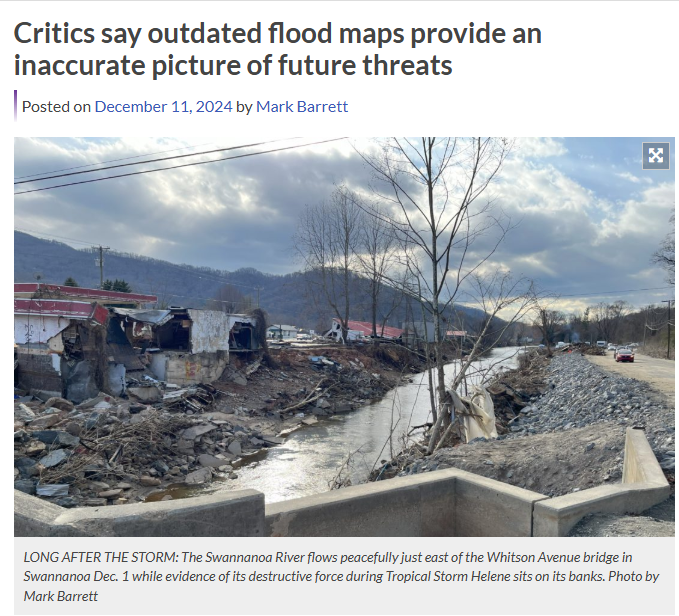 Critics say outdated flood maps provide an
inaccurate picture of future threats
Posted on December 11, 2024 by Mark Barrett
LONG AFTER THE STORM: The Swannanoa River flows peacefully just east of the Whitson Avenue bridge in
Swannanoa Dec. 1 while evidence of its destructive force during Tropical Storm Helene sits on its banks. Photo by
Mark Barrett